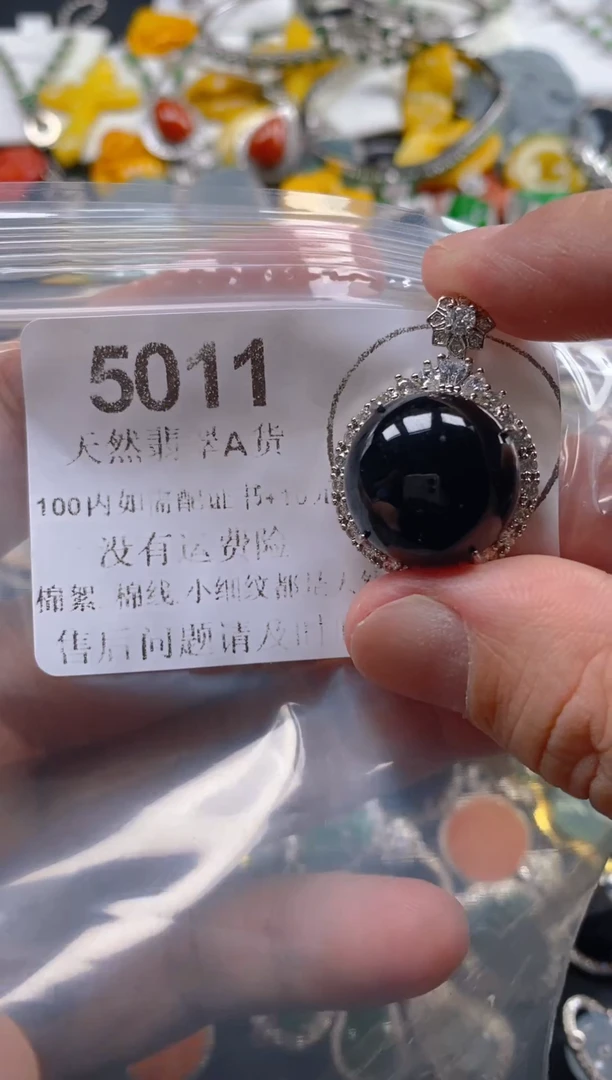 5011
天然翡翠A货
100内如需配证书+10元
没有运费险
棉絮 棉线 小细纹都是天然
售后问题请及时